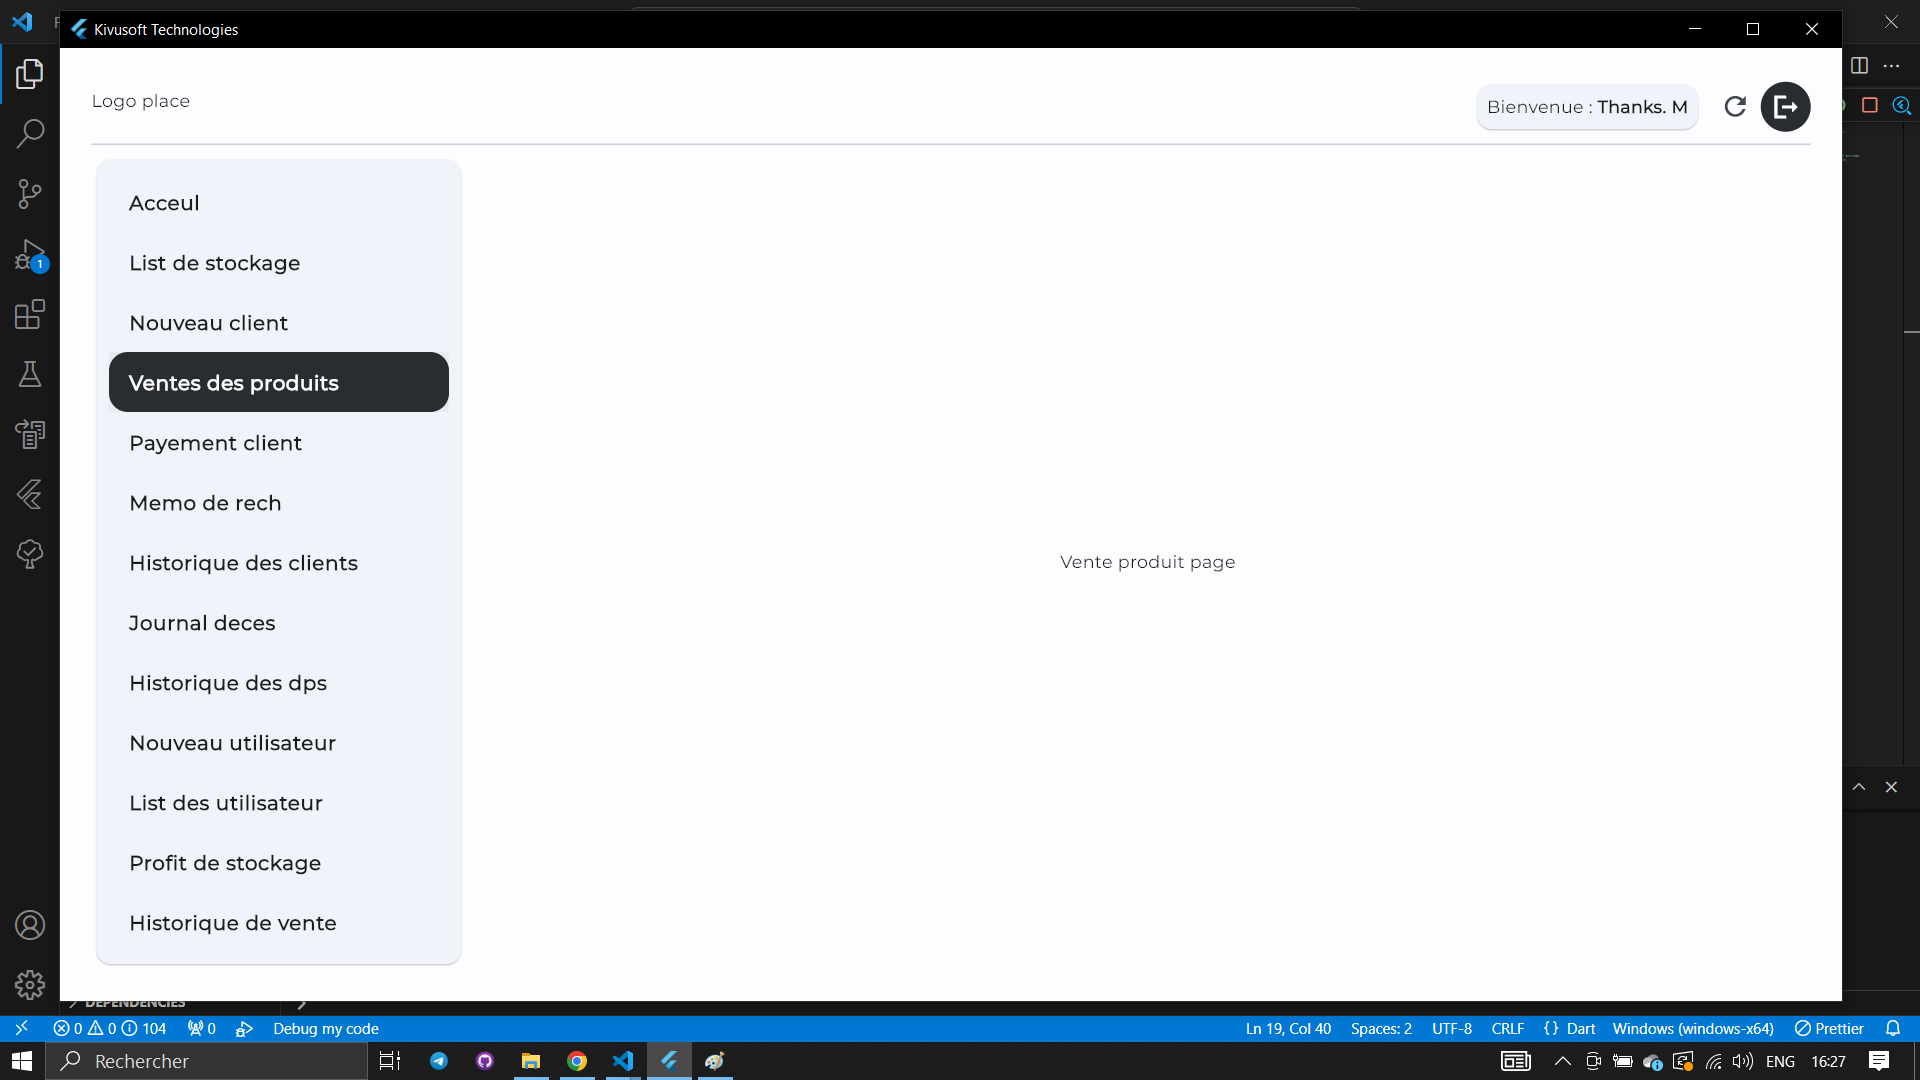 Kivusoft Technologies
Logo place
Bienvenue : Thanks. M
Acceul
List de stockage
Nouveau client
Ventes des produits
Payement client
Memo de rech
Historique des clients
Journal deces
Historique des dps
Nouveau utilisateur
List des utilisateur
Profit de stockage
Historique de vente
Vente produit page
1
DEPENDENCIES
0 0 104 0 Debug my code Ln 19, Col 40 Spaces: 2 UTF-8 CRLF {} Dart Windows (windows-x64) Prettier
Rechercher ENG 16:27